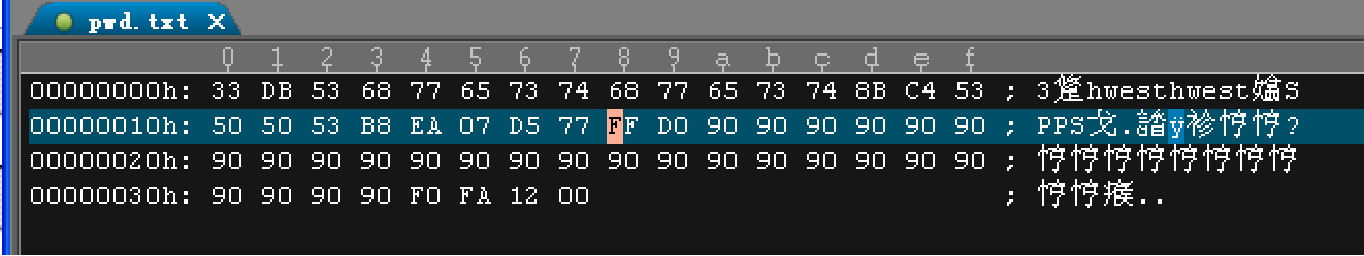 pwd.txt X
0 1 2 3 4 5 6 7 8 9 a b c d e f
00000000h: 33 DB 53 68 77 65 73 74 68 77 65 73 74 8B C4 53 ; 3趖hwesthwest嬆S
00000010h: 50 50 53 B8 EA 07 D5 77 FF D0 90 90 90 90 90 90 ; PPS戈.誻ÿ袗悙悙?
00000020h: 90 90 90 90 90 90 90 90 90 90 90 90 90 90 90 90 ; 悙悙悙悙悙悙悙悙
00000030h: 90 90 90 90 F0 FA 12 00 ; 悙悙瘊..